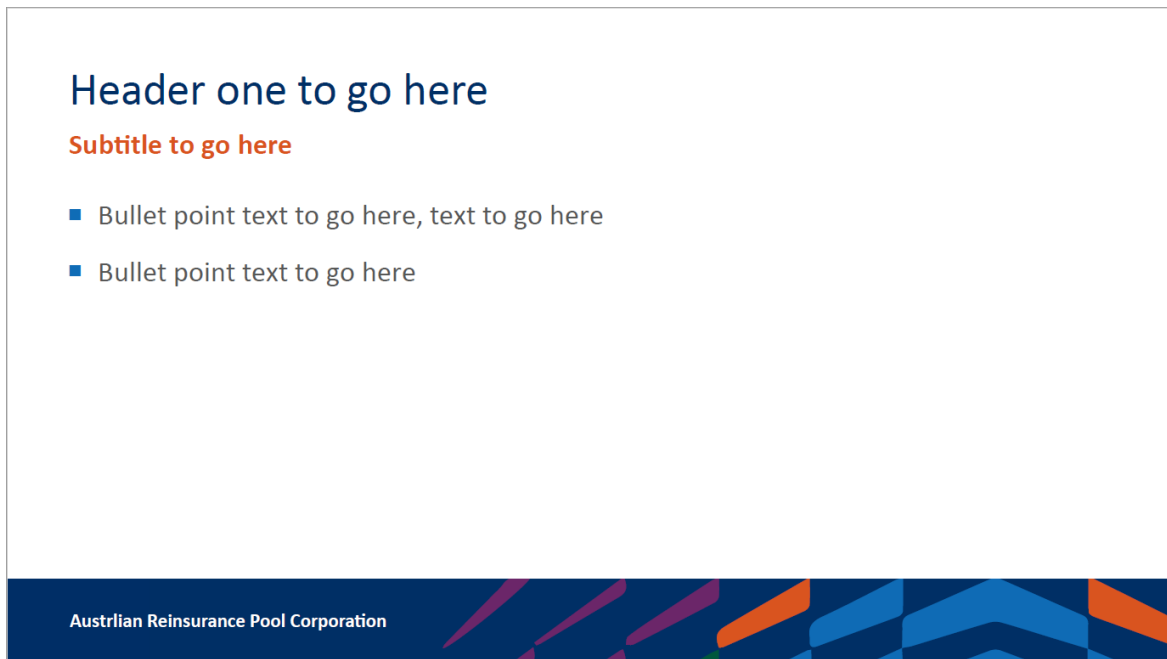 Header one to go here
Subtitle to go here
Bullet point text to go here, text to go here
Bullet point text to go here
Austrlian Reinsurance Pool Corporation